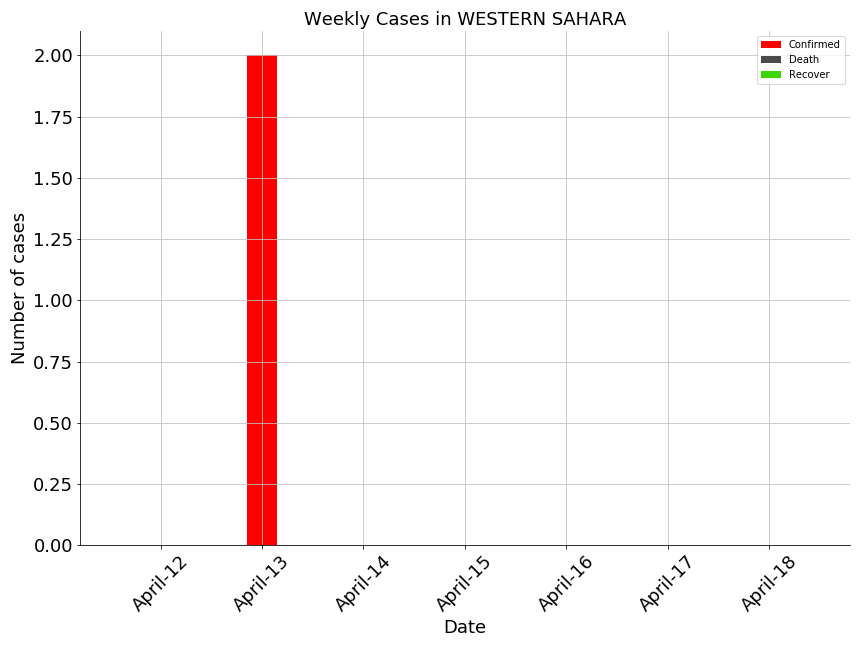 Weekly Cases in WESTERN SAHARA
Confirmed
Death
Recover
Number of cases
2.00
1.75
1.50
1.25
1.00
0.75
0.50
0.25
0.00
April-12
April-13
April-14
April-15
April-16
April-17
April-18
Date